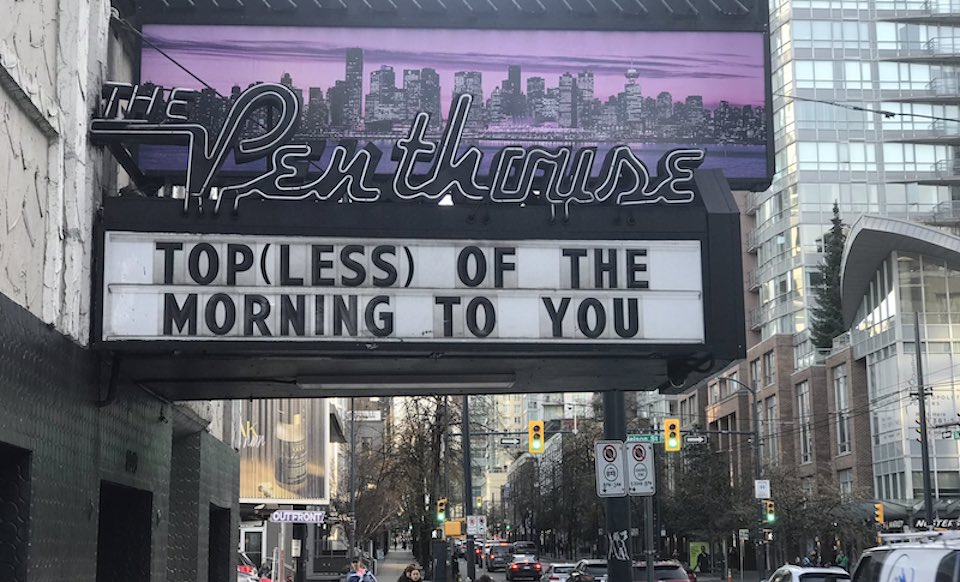 THE Penthouse
TOP(LESS) OF THE
MORNING TO YOU
OUTFRONT